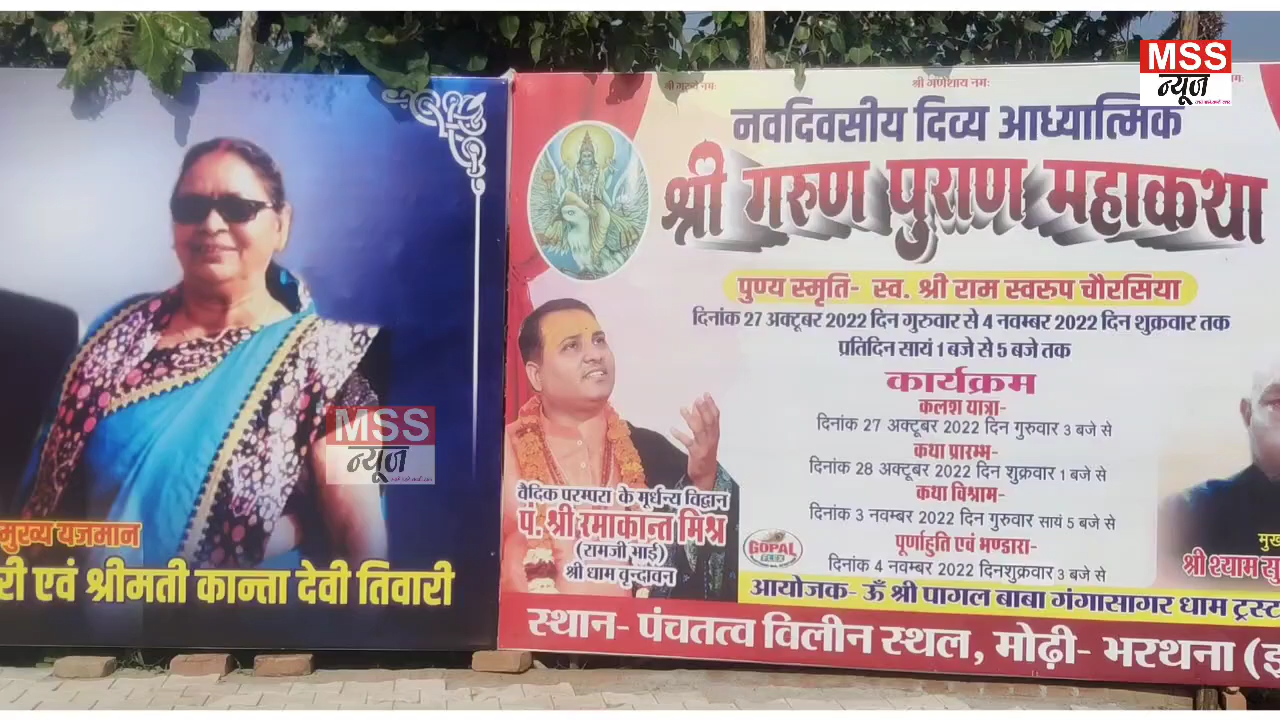 MSS
न्यूज
श्री गणेशाय नमः
नवदिवसीय दिव्य आध्यात्मिक
श्री गरुण पुराण महाकथा
पुण्य स्मृति- स्व. श्री राम स्वरुप चौरसिया
दिनांक 27 अक्टूबर 2022 दिन गुरुवार से 4 नवम्बर 2022 दिन शुक्रवार तक
प्रतिदिन सायं 1 बजे से 5 बजे तक
कार्यक्रम
कलश यात्रा-
दिनांक 27 अक्टूबर 2022 दिन गुरुवार 3 बजे से
कथा प्रारम्भ-
दिनांक 28 अक्टूबर 2022 दिन शुक्रवार 1 बजे से
कथा विश्राम-
दिनांक 3 नवम्बर 2022 दिन गुरुवार सायं 5 बजे से
पूर्णाहुति एवं भण्डारा-
दिनांक 4 नवम्बर 2022 दिनशुक्रवार 3 बजे से
वैदिक परम्परा के मूर्धन्य विद्वान
पं. श्री रमाकान्त मिश्र
(रामजी भाई)
श्री धाम वृन्दावन
GOPAL
FLEX
आयोजक- ॐ श्री पागल बाबा गंगासागर धाम ट्रस्ट
स्थान- पंचतत्व विलीन स्थल, मोढ़ी- भरथना (इ
मुख
श्री श्याम सु
MSS
न्यूज
मुख्य यजमान
री एवं श्रीमती कान्ता देवी तिवारी